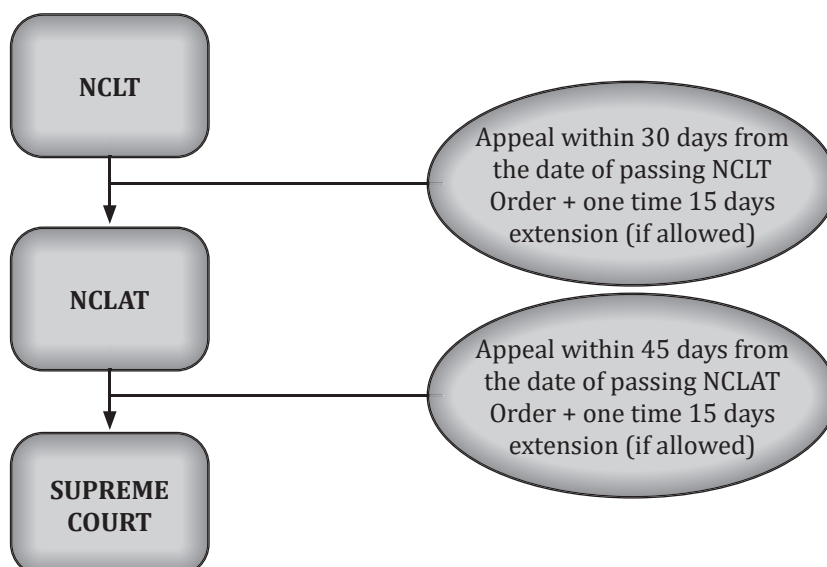 NCLT
Appeal within 30 days from
the date of passing NCLT
Order + one time 15 days
extension (if allowed)
NCLAT
Appeal within 45 days from
the date of passing NCLAT
Order + one time 15 days
extension (if allowed)
SUPREME
COURT